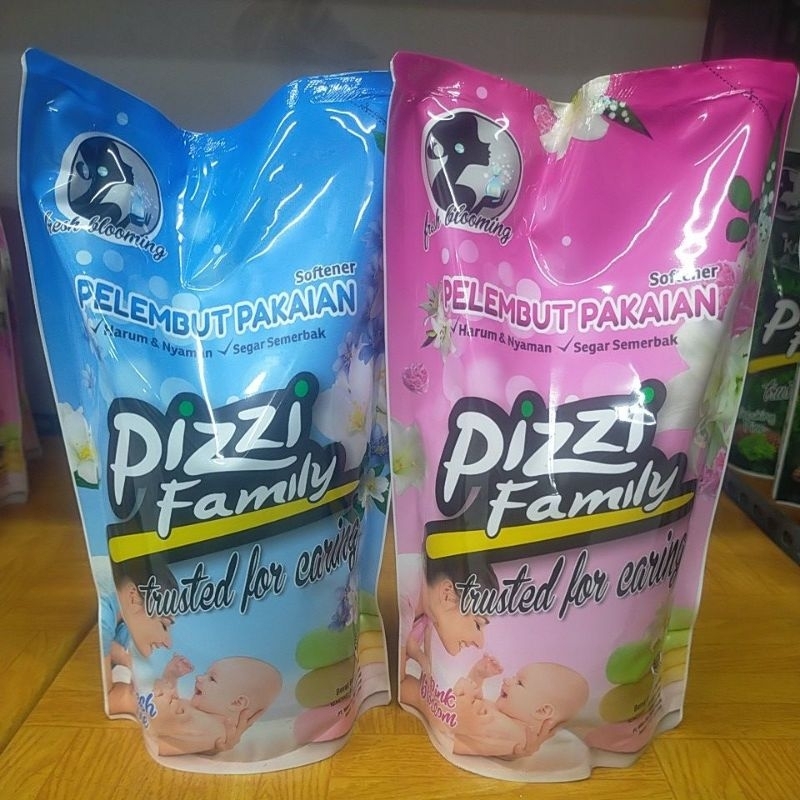 fresh blooming
Softener
PELEMBUT PAKAIAN
Harum & Nyaman Segar Semerbak
Pizzi
Family
trusted for caring
fresh blooming
Softener
PELEMBUT PAKAIAN
Harum & Nyaman Segar Semerbak
Pizzi
Family
trusted for caring
Pink